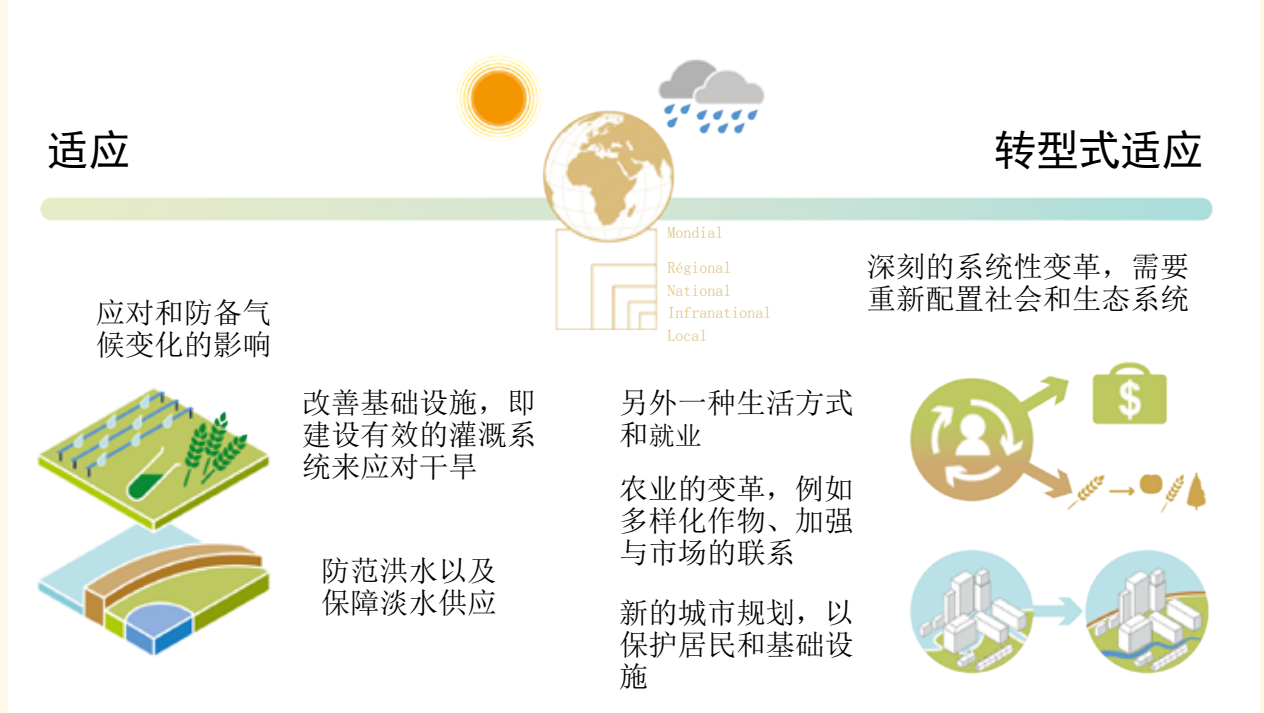 适应
转型式适应
Mondial
Régional
National
Infranational
Local
应对和防备气
候变化的影响
改善基础设施，即
建设有效的灌溉系
统来应对干旱
防范洪水以及
保障淡水供应
深刻的系统性变革，需要
重新配置社会和生态系统
另外一种生活方式
和就业
农业的变革，例如
多样化作物、加强
与市场的联系
新的城市规划，以
保护居民和基础设
施
$